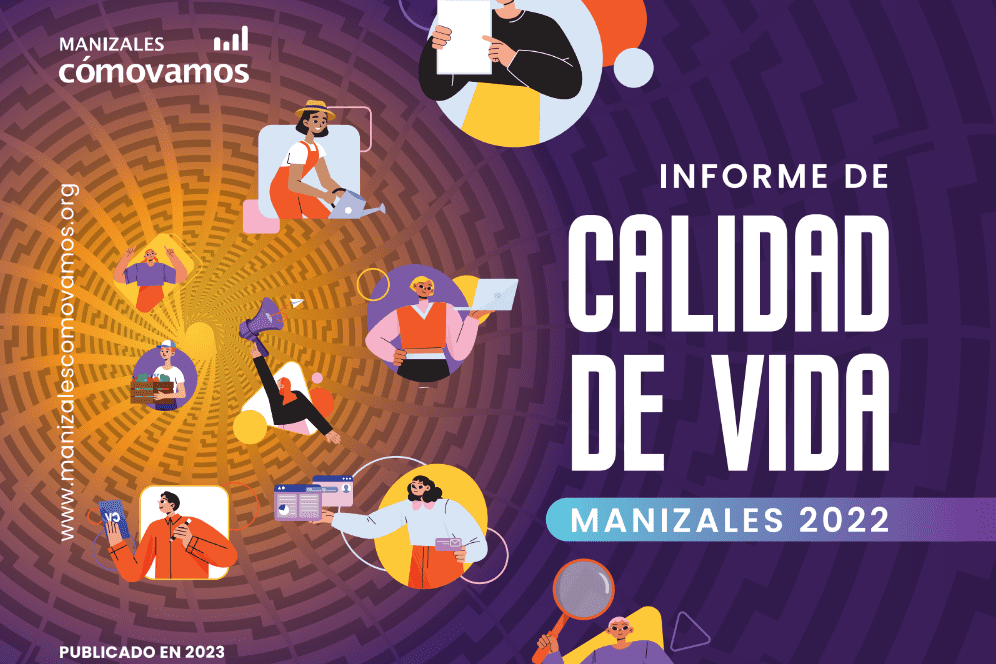 MANIZALES
cómovamos
www.manizalescomovamos.org
INFORME DE
CALIDAD
DE VIDA
MANIZALES 2022
PUBLICADO EN 2023